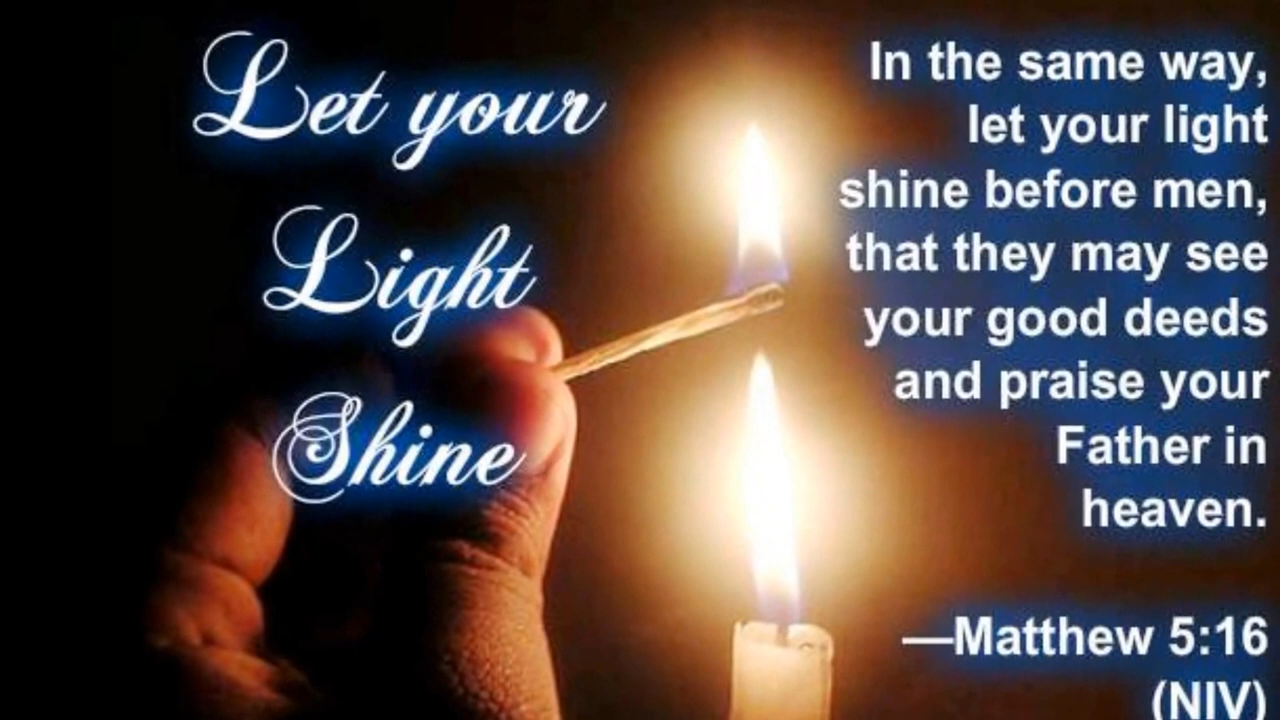 Let your
Light
Shine
In the same way,
let your light
shine before men,
that they may see
your good deeds
and praise your
Father in
heaven.
—Matthew 5:16
(NIV)